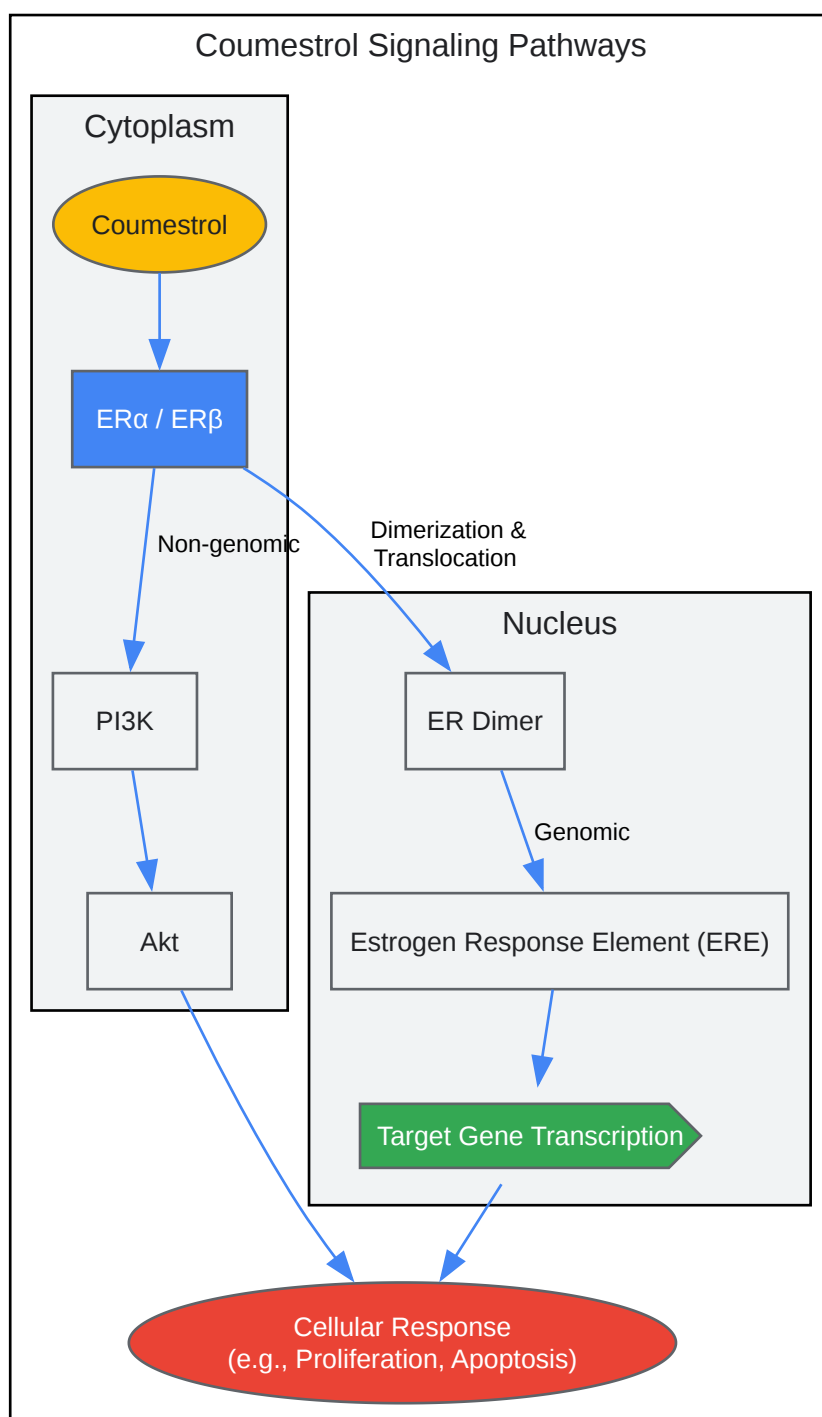 Coumestrol Signaling Pathways
Cytoplasm
Coumestrol
ERα / ERβ
Non-genomic
Dimerization &
Translocation
Nucleus
PI3K
ER Dimer
Genomic
Akt
Estrogen Response Element (ERE)
Target Gene Transcription
Cellular Response
(e.g., Proliferation, Apoptosis)